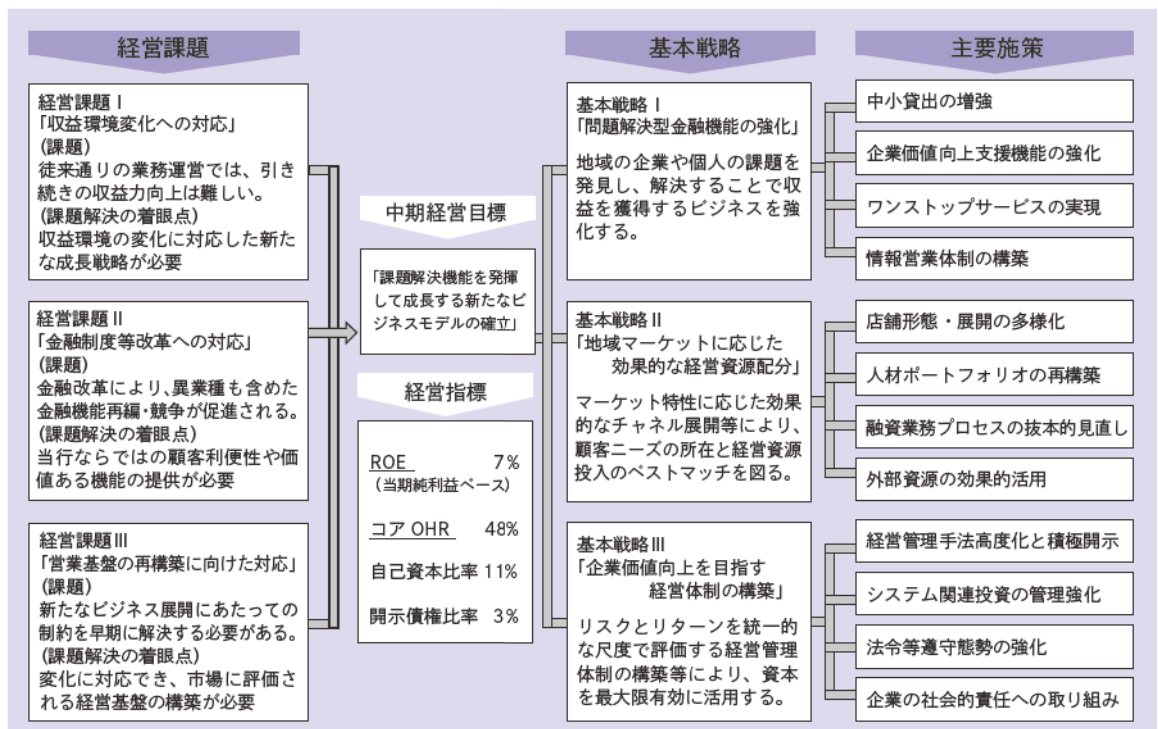 経営課題
経営課題Ⅰ
「収益環境変化への対応」
(課題)
従来通りの業務運営では、引き
続きの収益力向上は難しい。
(課題解決の着眼点)
収益環境の変化に対応した新た
な成長戦略が必要
経営課題Ⅱ
「金融制度等改革への対応」
(課題)
金融改革により、異業種も含めた
金融機能再編・競争が促進される。
(課題解決の着眼点)
当行ならではの顧客利便性や価
値ある機能の提供が必要
経営課題Ⅲ
「営業基盤の再構築に向けた対応」
(課題)
新たなビジネス展開にあたっての
制約を早期に解決する必要がある。
(課題解決の着眼点)
変化に対応でき、市場に評価さ
れる経営基盤の構築が必要
中期経営目標
「課題解決機能を発揮
して成長する新たなビ
ジネスモデルの確立」
経営指標
ROE 7%
(当期純利益ベース)
コア OHR 48%
自己資本比率 11%
開示債権比率 3%
基本戦略
基本戦略Ⅰ
「問題解決型金融機能の強化」
地域の企業や個人の課題を
発見し、解決することで収
益を獲得するビジネスを強
化する。
基本戦略Ⅱ
「地域マーケットに応じた
効果的な経営資源配分」
マーケット特性に応じた効果
的なチャネル展開等により、
顧客ニーズの所在と経営資源
投入のベストマッチを図る。
基本戦略Ⅲ
「企業価値向上を目指す
経営体制の構築」
リスクとリターンを統一的
な尺度で評価する経営管理
体制の構築等により、資本
を最大限有効に活用する。
主要施策
中小貸出の増強
企業価値向上支援機能の強化
ワンストップサービスの実現
情報営業体制の構築
店舗形態・展開の多様化
人材ポートフォリオの再構築
融資業務プロセスの抜本的見直し
外部資源の効果的活用
経営管理手法高度化と積極開示
システム関連投資の管理強化
法令等遵守態勢の強化
企業の社会的責任への取り組み